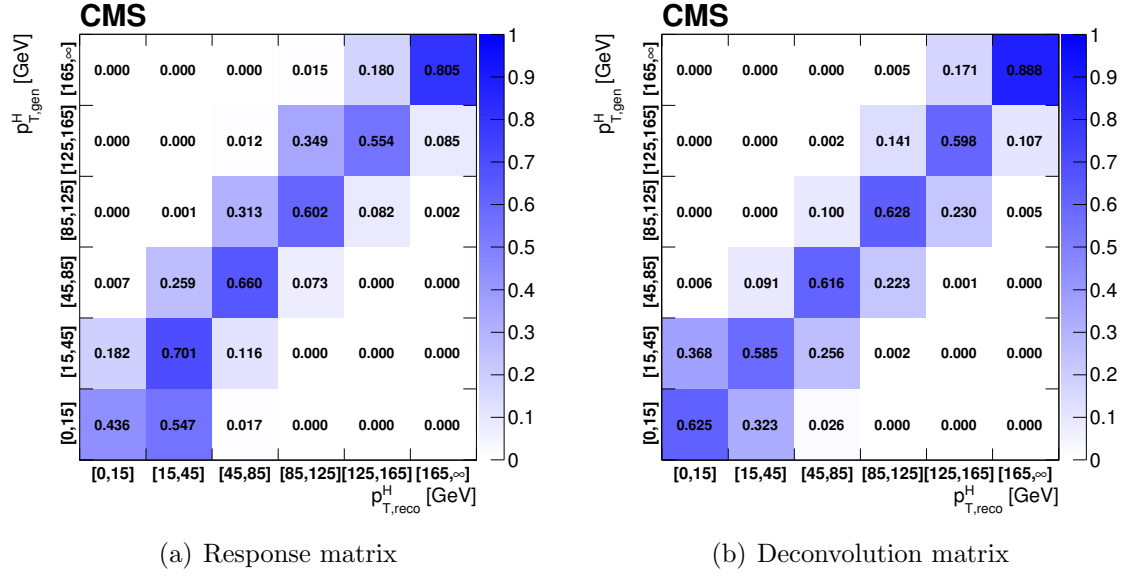 CMS
p^H_T,gen [GeV]
[165,∞]
0.000 0.000 0.000 0.015 0.180 0.805
[125,165]
0.000 0.000 0.012 0.349 0.554 0.085
[85,125]
0.000 0.001 0.313 0.602 0.082 0.002
[45,85]
0.007 0.259 0.660 0.073 0.000 0.000
[15,45]
0.182 0.701 0.116 0.000 0.000 0.000
[0,15]
0.436 0.547 0.017 0.000 0.000 0.000
[0,15] [15,45] [45,85] [85,125] [125,165] [165,∞]
p^H_T,reco [GeV]
1
0.9
0.8
0.7
0.6
0.5
0.4
0.3
0.2
0.1
0
(a) Response matrix
CMS
p^H_T,gen [GeV]
[165,∞]
0.000 0.000 0.000 0.005 0.171 0.888
[125,165]
0.000 0.000 0.002 0.141 0.598 0.107
[85,125]
0.000 0.000 0.100 0.628 0.230 0.005
[45,85]
0.006 0.091 0.616 0.223 0.001 0.000
[15,45]
0.368 0.585 0.256 0.002 0.000 0.000
[0,15]
0.625 0.323 0.026 0.000 0.000 0.000
[0,15] [15,45] [45,85] [85,125] [125,165] [165,∞]
p^H_T,reco [GeV]
1
0.9
0.8
0.7
0.6
0.5
0.4
0.3
0.2
0.1
0
(b) Deconvolution matrix